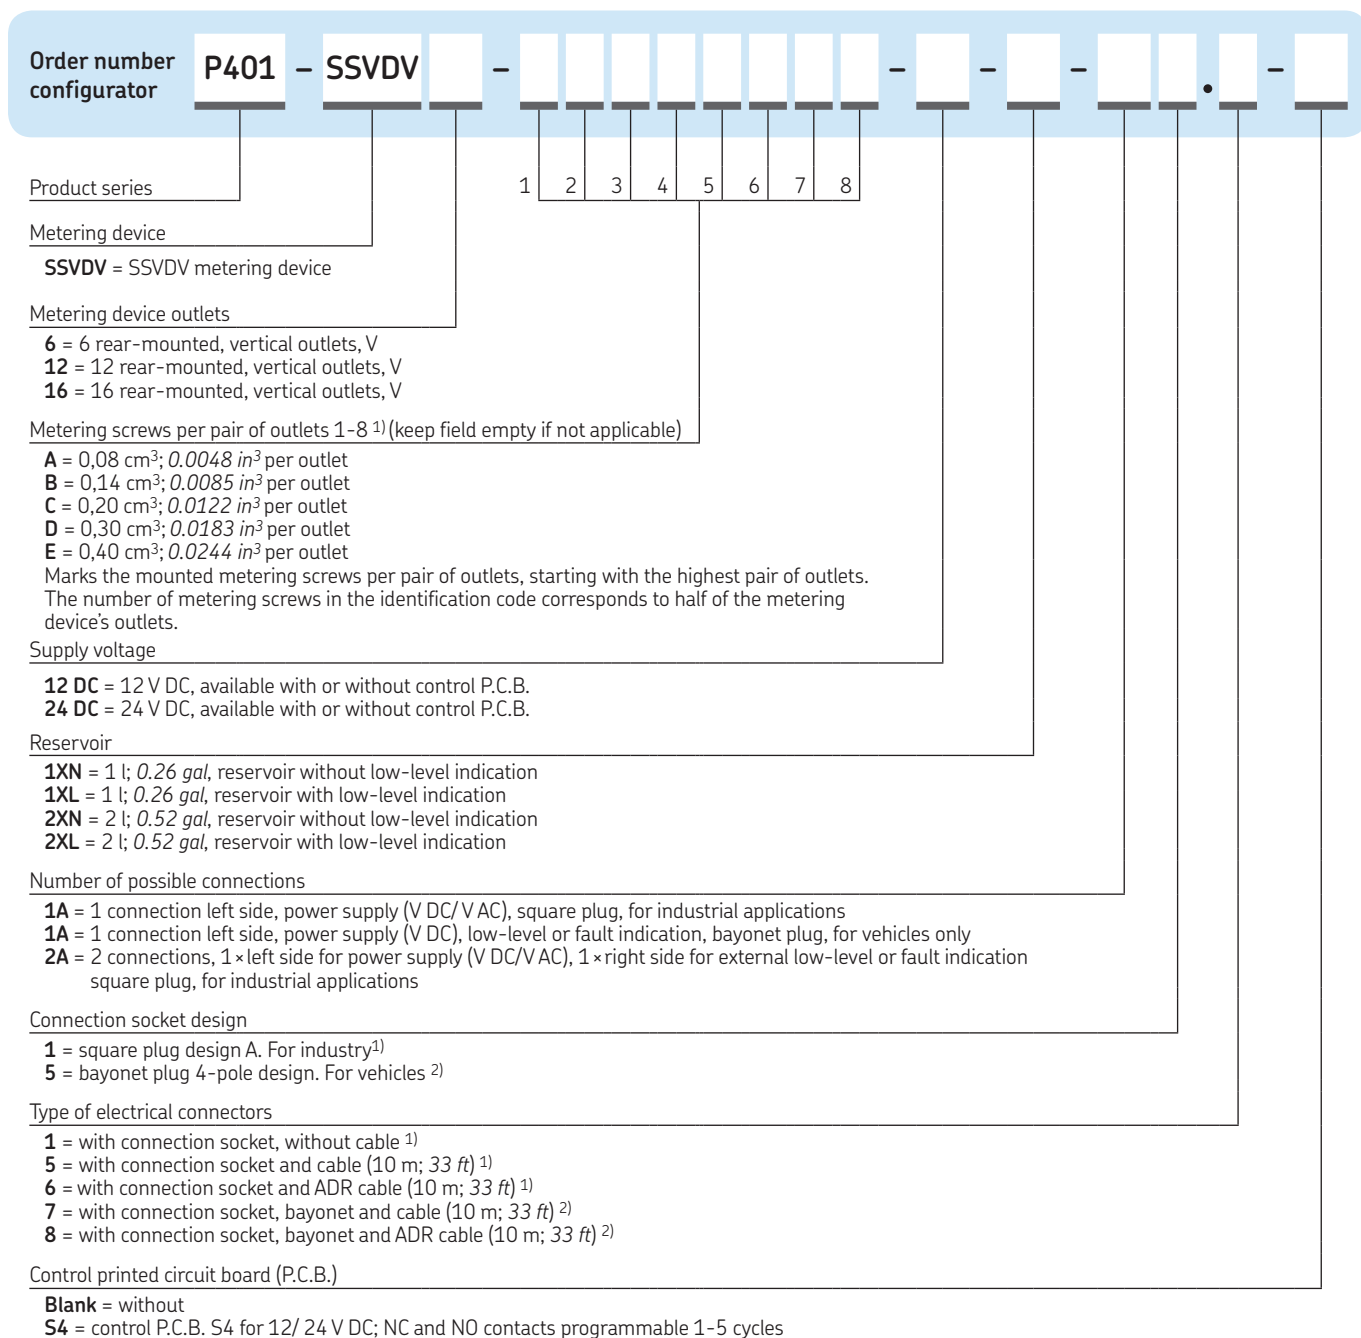 Order number
configurator
P401 – SSVDV – – – – . –
Product series
1 2 3 4 5 6 7 8
Metering device
SSVDV = SSVDV metering device
Metering device outlets
6 = 6 rear-mounted, vertical outlets, V
12 = 12 rear-mounted, vertical outlets, V
16 = 16 rear-mounted, vertical outlets, V
Metering screws per pair of outlets 1-8 1) (keep field empty if not applicable)
A = 0,08 cm³; 0.0048 in³ per outlet
B = 0,14 cm³; 0.0085 in³ per outlet
C = 0,20 cm³; 0.0122 in³ per outlet
D = 0,30 cm³; 0.0183 in³ per outlet
E = 0,40 cm³; 0.0244 in³ per outlet
Marks the mounted metering screws per pair of outlets, starting with the highest pair of outlets.
The number of metering screws in the identification code corresponds to half of the metering
device's outlets.
Supply voltage
12 DC = 12 V DC, available with or without control P.C.B.
24 DC = 24 V DC, available with or without control P.C.B.
Reservoir
1XN = 1 l; 0.26 gal, reservoir without low-level indication
1XL = 1 l; 0.26 gal, reservoir with low-level indication
2XN = 2 l; 0.52 gal, reservoir without low-level indication
2XL = 2 l; 0.52 gal, reservoir with low-level indication
Number of possible connections
1A = 1 connection left side, power supply (V DC/ V AC), square plug, for industrial applications
1A = 1 connection left side, power supply (V DC), low-level or fault indication, bayonet plug, for vehicles only
2A = 2 connections, 1 × left side for power supply (V DC/V AC), 1 × right side for external low-level or fault indication
square plug, for industrial applications
Connection socket design
1 = square plug design A. For industry1)
5 = bayonet plug 4-pole design. For vehicles 2)
Type of electrical connectors
1 = with connection socket, without cable 1)
5 = with connection socket and cable (10 m; 33 ft) 1)
6 = with connection socket and ADR cable (10 m; 33 ft) 1)
7 = with connection socket, bayonet and cable (10 m; 33 ft) 2)
8 = with connection socket, bayonet and ADR cable (10 m; 33 ft) 2)
Control printed circuit board (P.C.B.)
Blank = without
S4 = control P.C.B. S4 for 12/ 24 V DC; NC and NO contacts programmable 1-5 cycles